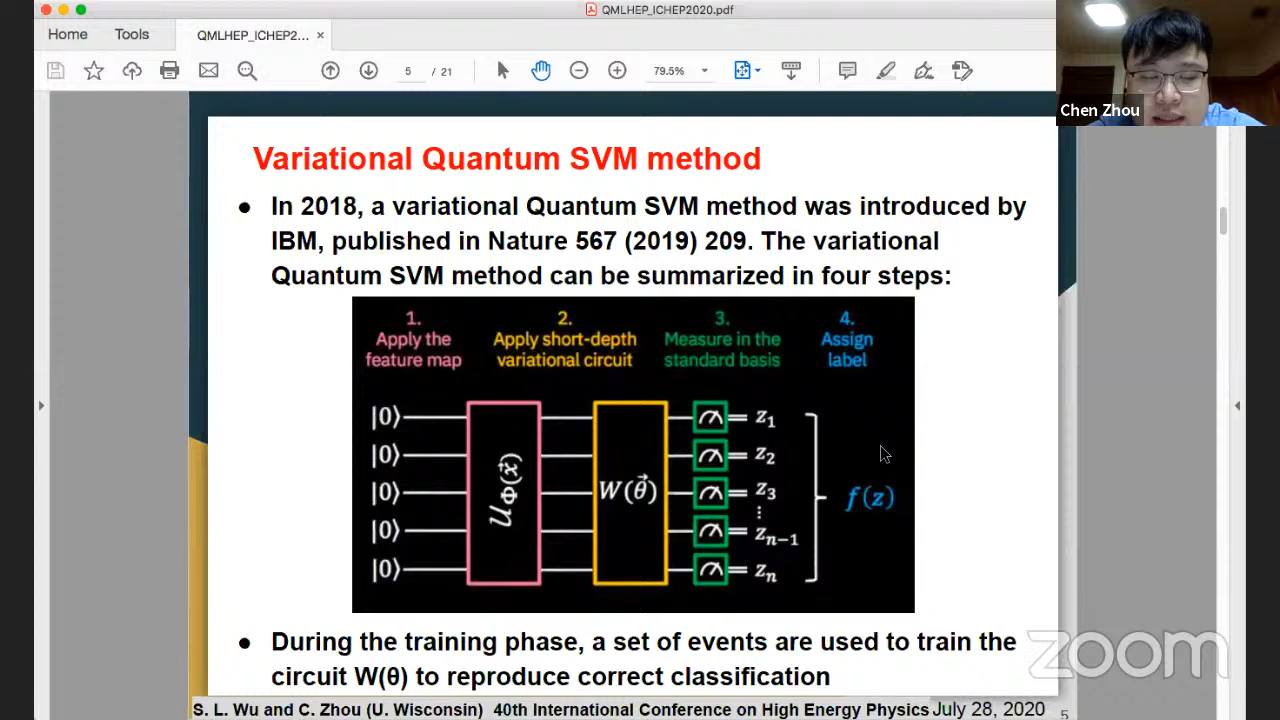 QMLHEP_ICHEP2020.pdf
Home Tools QMLHEP_ICHEP2... ×
5 / 21 79.5%
Chen Zhou
Variational Quantum SVM method
● In 2018, a variational Quantum SVM method was introduced by
IBM, published in Nature 567 (2019) 209. The variational
Quantum SVM method can be summarized in four steps:
1. 2. 3. 4.
Apply the Apply short-depth Measure in the Assign
feature map variational circuit standard basis label
|0⟩ = z₁
|0⟩ = z₂
|0⟩ 𝒰Φ(x⃗) W(θ⃗) = z₃ f(z)
⋮
|0⟩ = zₙ₋₁
|0⟩ = zₙ
● During the training phase, a set of events are used to train the
circuit W(θ) to reproduce correct classification
zoom
S. L. Wu and C. Zhou (U. Wisconsin) 40th International Conference on High Energy Physics July 28, 2020 5